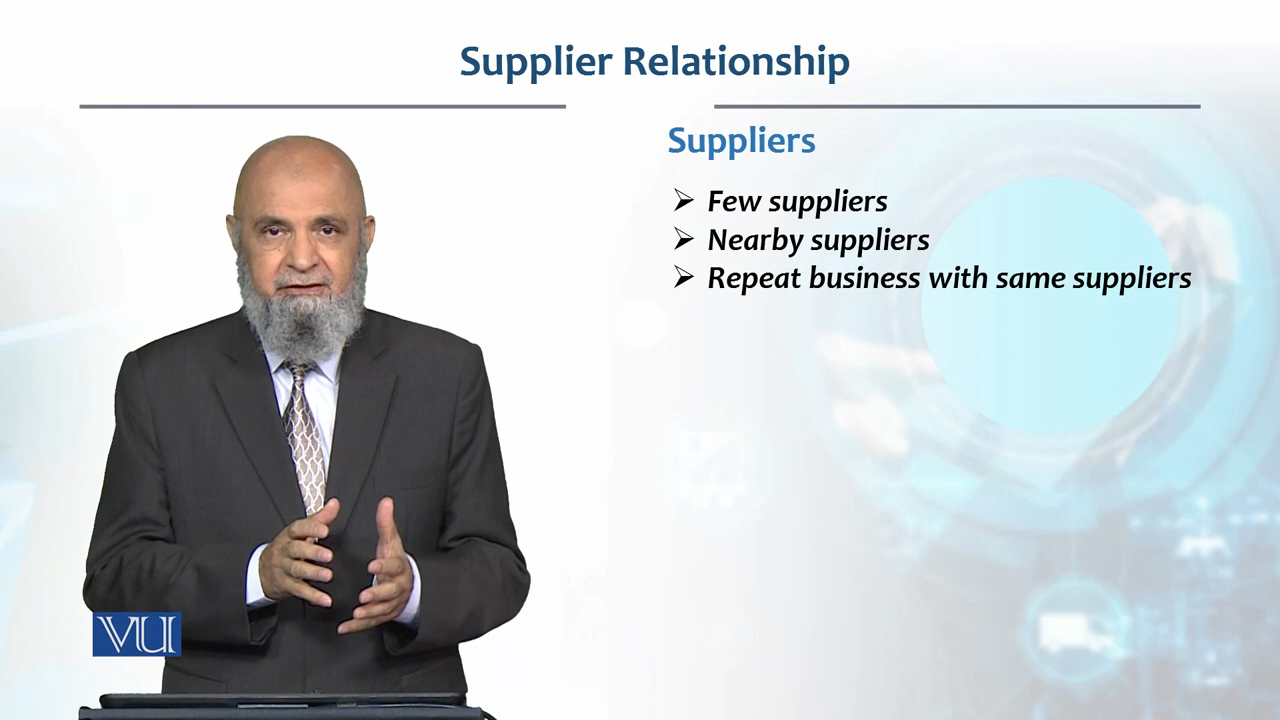 Supplier Relationship
Suppliers
➢ Few suppliers
➢ Nearby suppliers
➢ Repeat business with same suppliers
VU